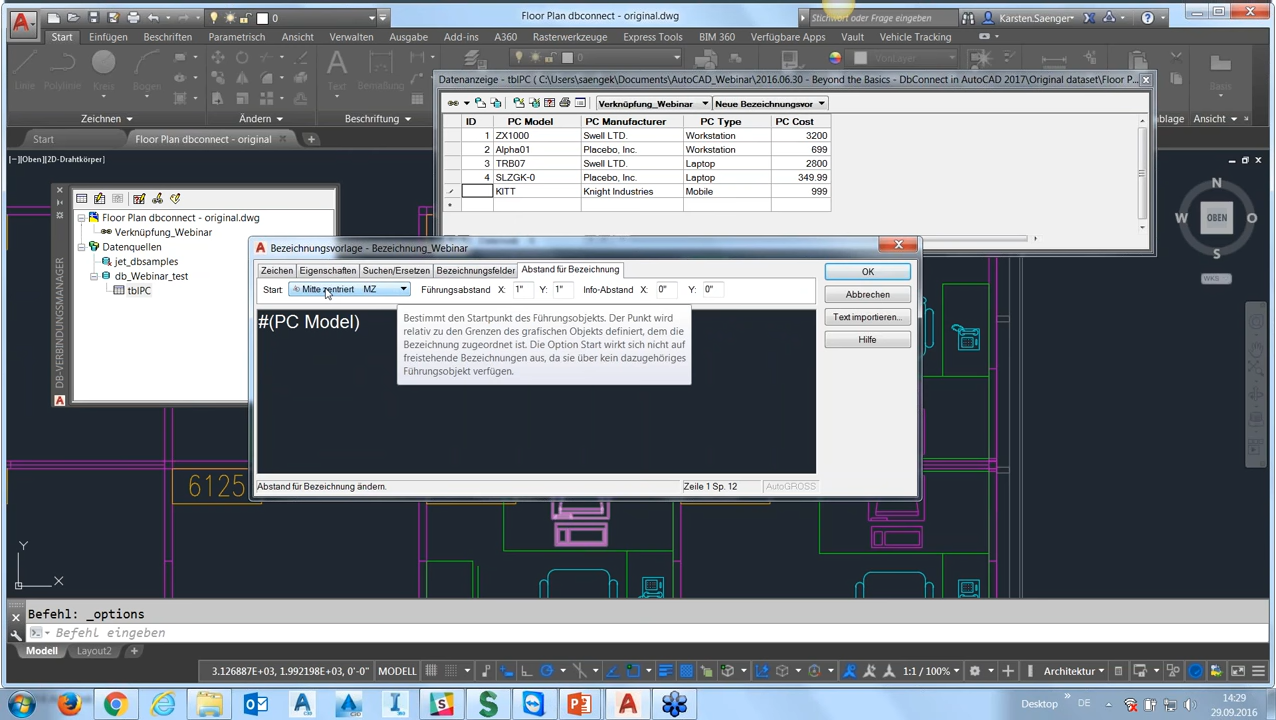 0
Floor Plan dbconnect - original.dwg
Stichwort oder Frage eingeben
Karsten.Saenger...
Start Einfügen Beschriften Parametrisch Ansicht Verwalten Ausgabe Add-ins A360 Rasterwerkzeuge Express Tools BIM 360 Verfügbare Apps Vault Vehicle Tracking
Linie Polylinie Kreis
Text Bemaßung
0
VonLayer
Basis
Zeichnen
Ändern
Beschriftung
Ansicht
Datenanzeige - tblPC ( C:\Users\saengek\Documents\AutoCAD_Webinar\2016.06.30 - Beyond the Basics - DbConnect in AutoCAD 2017\Original dataset\Floor P...
Verknüpfung_Webinar Neue Bezeichnungsvor
ID PC Model PC Manufacturer PC Type PC Cost
1 ZX1000 Swell LTD. Workstation 3200
2 Alpha01 Placebo, Inc. Workstation 699
3 TRB07 Swell LTD. Laptop 2800
4 SLZGK-0 Placebo, Inc. Laptop 349.99
KITT Knight Industries Mobile 999
Start Floor Plan dbconnect - original
[−][Oben][2D-Drahtkörper]
DB-VERBINDUNGSMANAGER
Floor Plan dbconnect - original.dwg
Verknüpfung_Webinar
Datenquellen
jet_dbsamples
db_Webinar_test
tblPC
N
W OBEN O
S
WKS
Bezeichnungsvorlage - Bezeichnung_Webinar
Zeichen Eigenschaften Suchen/Ersetzen Bezeichnungsfelder Abstand für Bezeichnung
Start Mitte zentriert MZ Führungsabstand X: 1" Y: 1" Info-Abstand X: 0" Y: 0"
#(PC Model)
Bestimmt den Startpunkt des Führungsobjekts. Der Punkt wird
relativ zu den Grenzen des grafischen Objekts definiert, dem die
Bezeichnung zugeordnet ist. Die Option Start wirkt sich nicht auf
freistehende Bezeichnungen aus, da sie über kein dazugehöriges
Führungsobjekt verfügen.
OK
Abbrechen
Text importieren...
Hilfe
Abstand für Bezeichnung ändern.
Zeile 1 Sp. 12
AutoGROSS
6125
Y
X
Befehl: _options
Befehl eingeben
Modell Layout2
3.126887E+03, 1.992198E+03, 0'-0" MODELL
1:1 / 100%
Architektur
Desktop
DE
14:29
29.09.2016